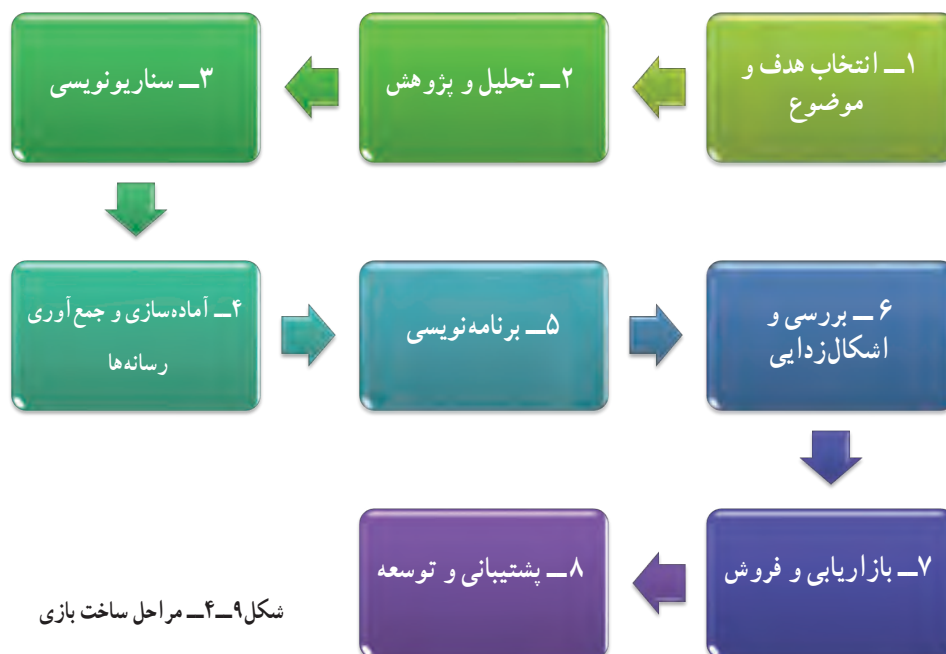 ۱ــ انتخاب هدف و
موضوع
۲ــ تحلیل و پژوهش
۳ــ سناریونویسی
۴ــ آماده‌سازی و جمع‌آوری
رسانه‌ها
۵ــ برنامه‌نویسی
۶ ــ بررسی و
اشکال‌زدایی
۷ــ بازاریابی و فروش
۸ــ پشتیبانی و توسعه
شکل۹ــ۴ــ مراحل ساخت بازی